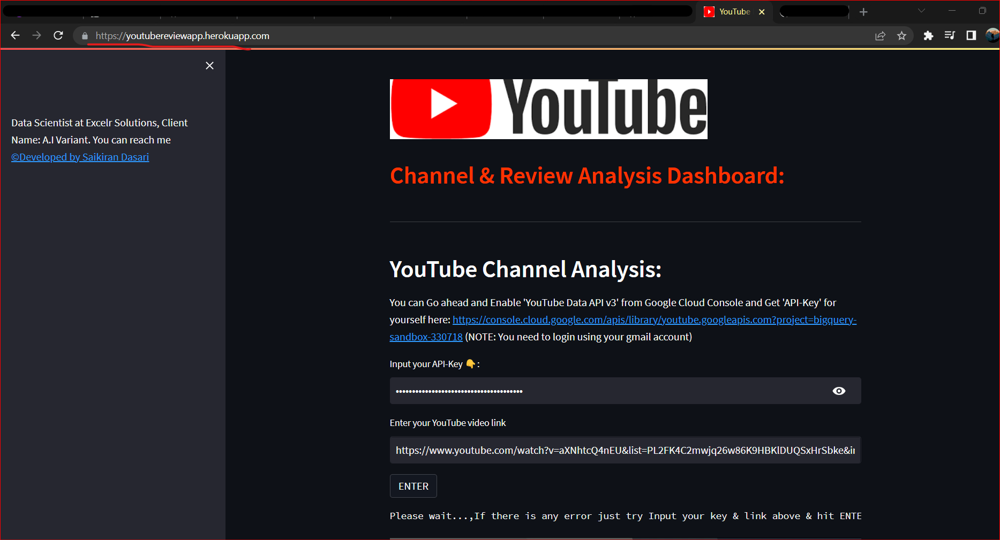 YouTube
https://youtubereviewapp.herokuapp.com
Data Scientist at Excelr Solutions, Client
Name: A.I Variant. You can reach me
©Developed by Saikiran Dasari
YouTube
Channel & Review Analysis Dashboard:
YouTube Channel Analysis:
You can Go ahead and Enable 'YouTube Data API v3' from Google Cloud Console and Get 'API-Key' for
yourself here: https://console.cloud.google.com/apis/library/youtube.googleapis.com?project=bigquery-
sandbox-330718 (NOTE: You need to login using your gmail account)
Input your API-Key 👇 :
Enter your YouTube video link
https://www.youtube.com/watch?v=aXNhtcQ4nEU&list=PL2FK4C2mwjq26w86K9HBKlDUQSxHrSbke&i
ENTER
Please wait...,If there is any error just try Input your key & link above & hit ENTE